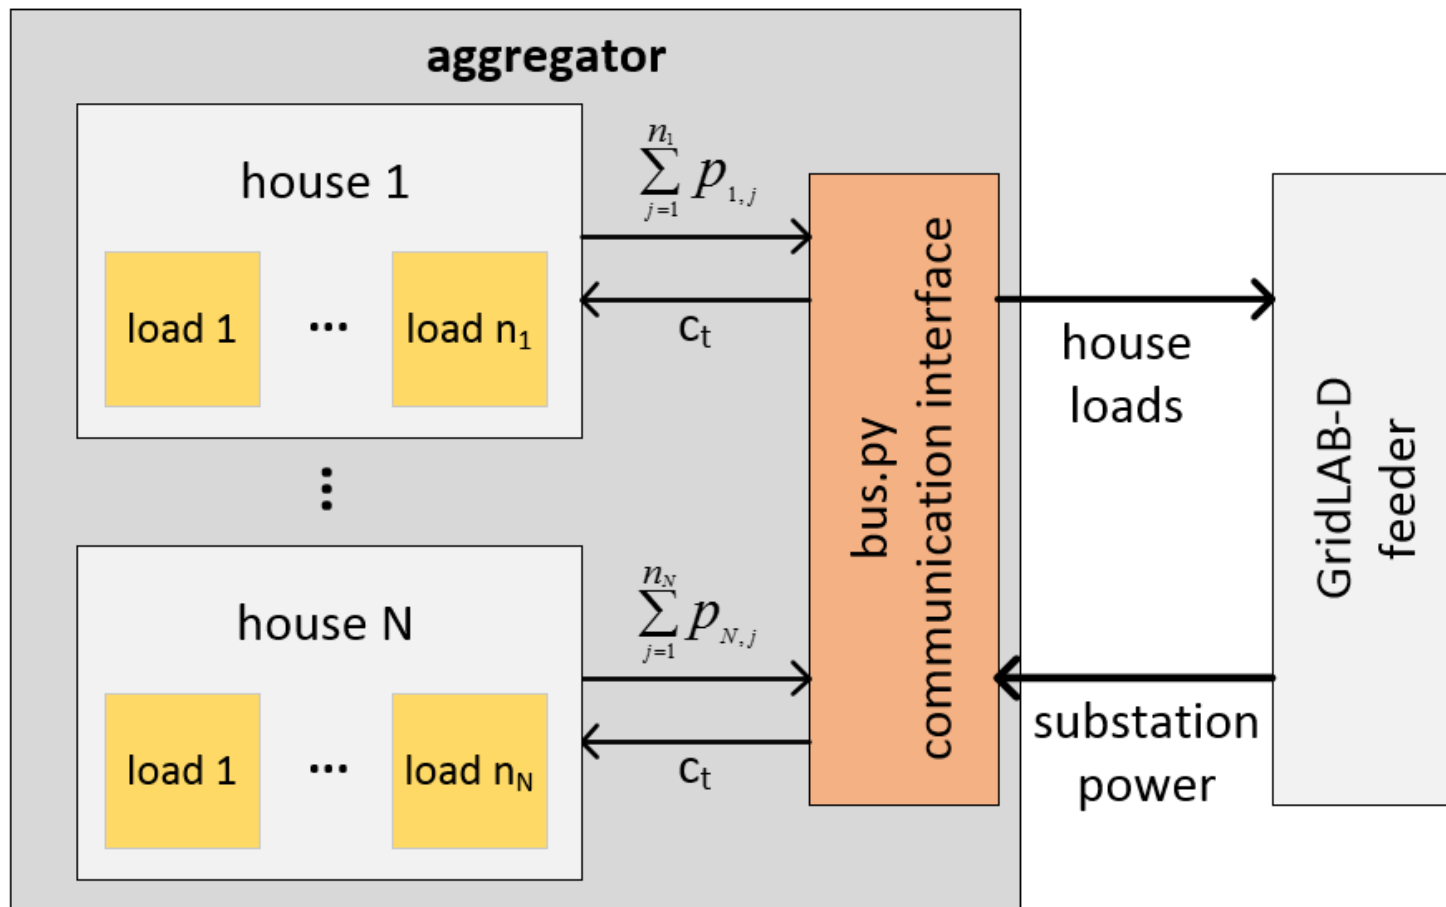 aggregator
house 1
load 1 ... load n₁
∑_{j=1}^{n₁} p_{1,j}
c_t
⋮
house N
load 1 ... load n_N
∑_{j=1}^{n_N} p_{N,j}
c_t
bus.py
communication interface
house
loads
substation
power
GridLAB-D
feeder